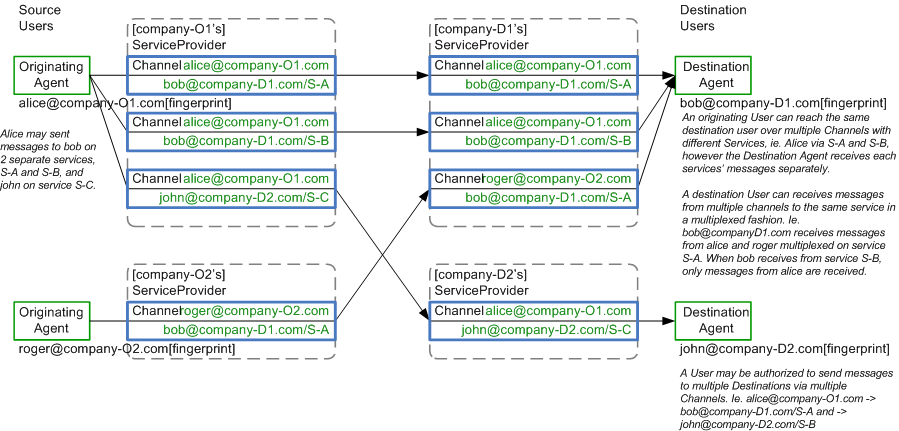 Source
Users
[company-O1's]
ServiceProvider
[company-D1's]
ServiceProvider
Destination
Users
Originating
Agent
alice@company-O1.com[fingerprint]
Channel alice@company-O1.com
bob@company-D1.com/S-A
Channel alice@company-O1.com
bob@company-D1.com/S-A
Destination
Agent
bob@company-D1.com[fingerprint]
Alice may sent
messages to bob on
2 separate services,
S-A and S-B, and
john on service S-C.
Channel alice@company-O1.com
bob@company-D1.com/S-B
Channel alice@company-O1.com
bob@company-D1.com/S-B
An originating User can reach the same
destination user over multiple Channels with
different Services, ie. Alice via S-A and S-B,
however the Destination Agent receives each
services' messages separately.
Channel alice@company-O1.com
john@company-D2.com/S-C
Channel roger@company-O2.com
bob@company-D1.com/S-A
A destination User can receives messages
from multiple channels to the same service in
a multiplexed fashion. Ie.
bob@companyD1.com receives messages
from alice and roger multiplexed on service
S-A. When bob receives from service S-B,
only messages from alice are received.
[company-O2's]
ServiceProvider
[company-D2's]
ServiceProvider
Originating
Agent
roger@company-O2.com[fingerprint]
Channel roger@company-O2.com
bob@company-D1.com/S-A
Channel alice@company-O1.com
john@company-D2.com/S-C
Destination
Agent
john@company-D2.com[fingerprint]
A User may be authorized to send messages
to multiple Destinations via multiple
Channels. Ie. alice@company-O1.com ->
bob@company-D1.com/S-A and ->
john@company-D2.com/S-B